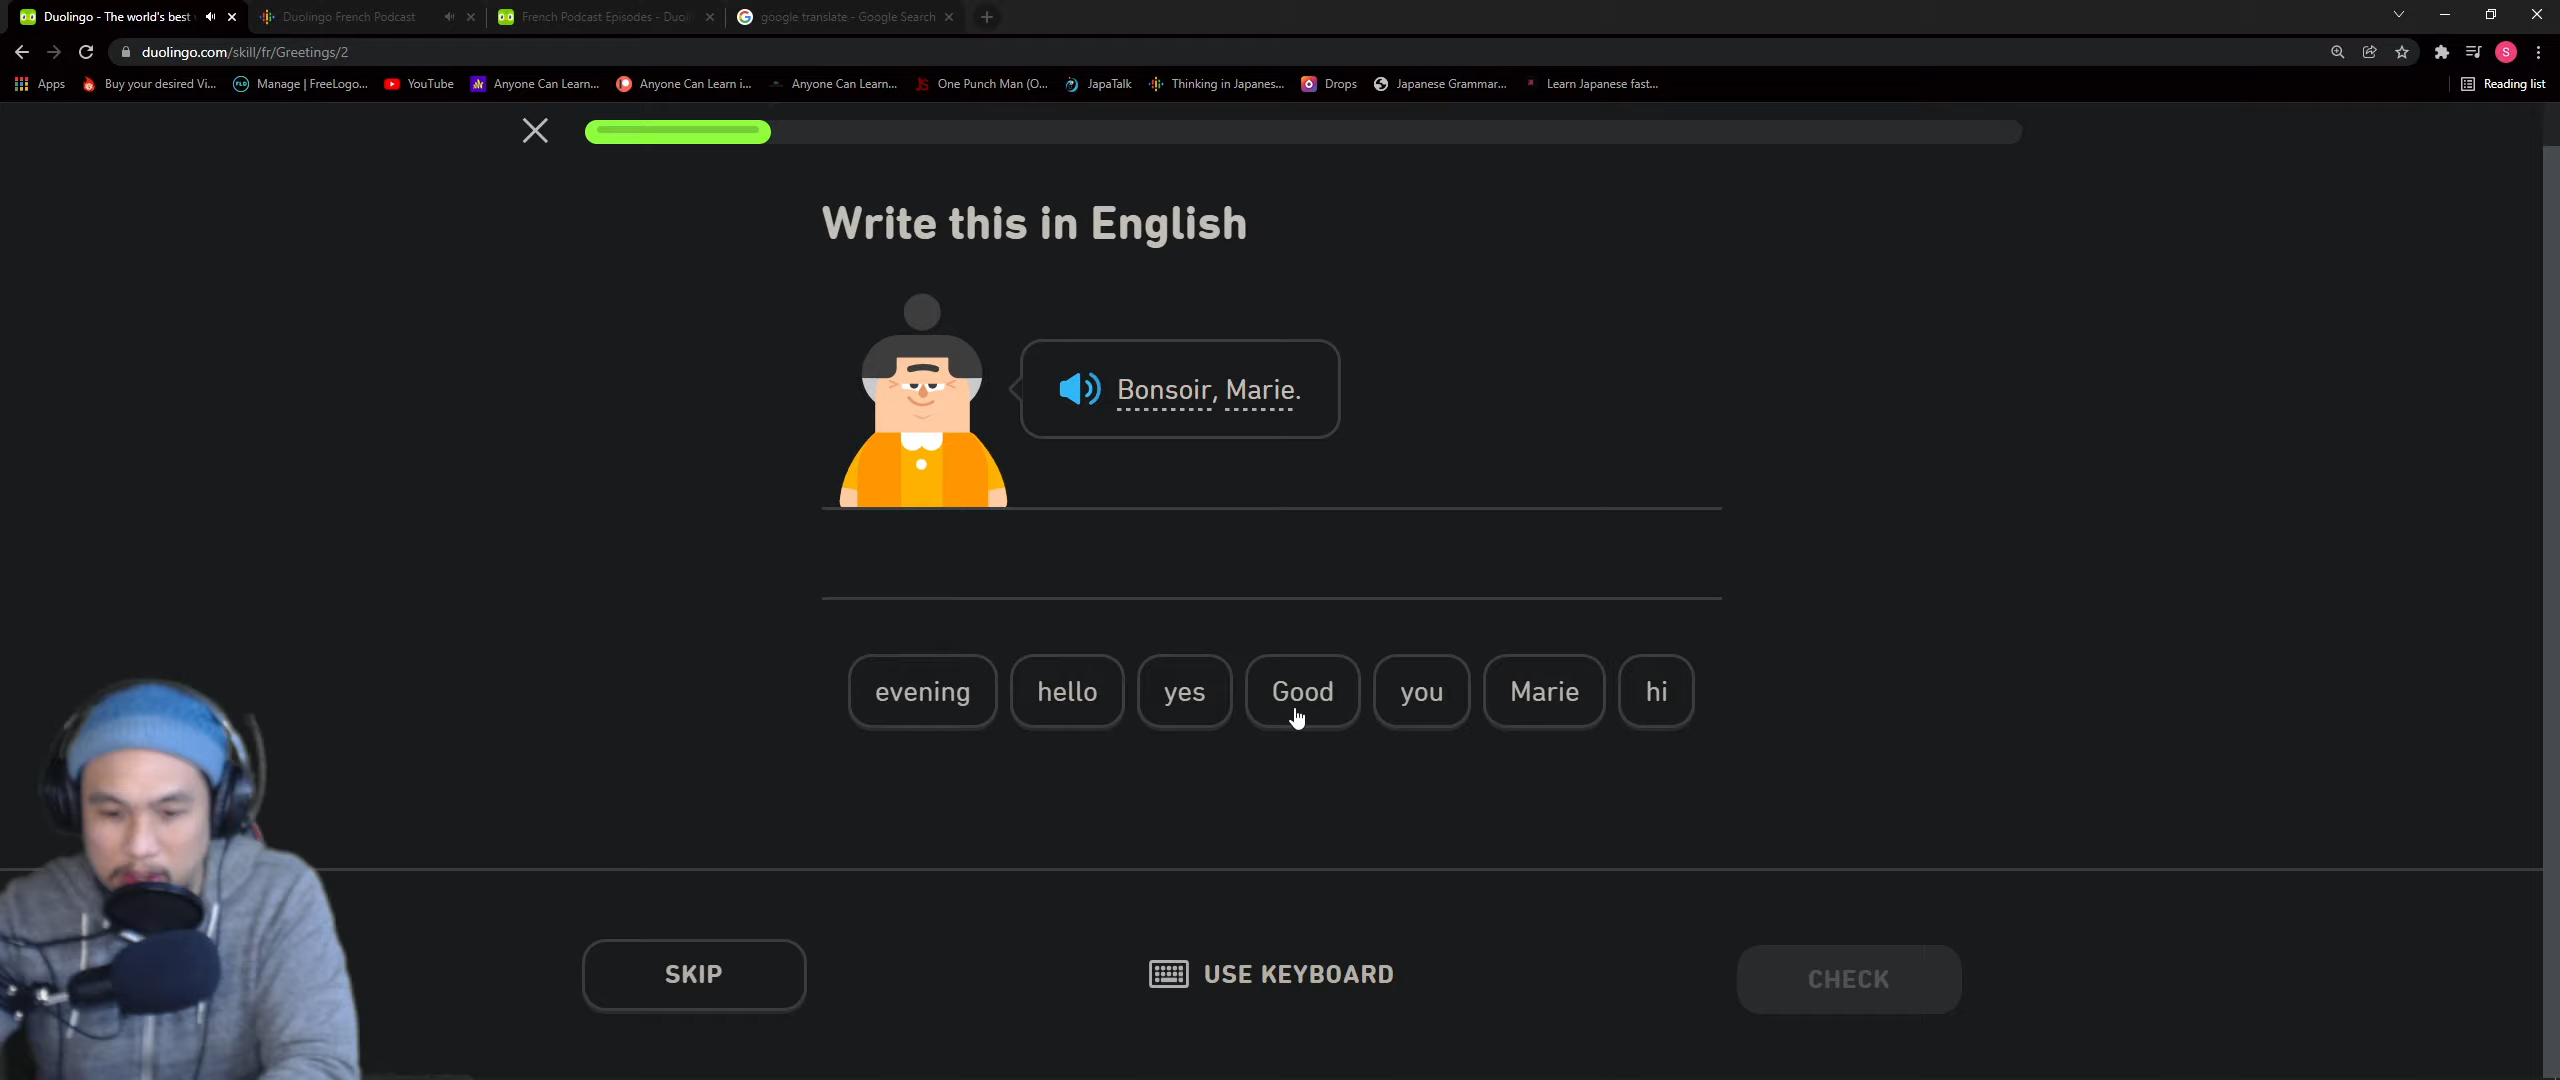 Duolingo - The world's best
Duolingo French Podcast
French Podcast Episodes - Duol
google translate - Google Search
duolingo.com/skill/fr/Greetings/2
S
Apps
Buy your desired Vi...
Manage | FreeLogo...
YouTube
Anyone Can Learn...
Anyone Can Learn i...
Anyone Can Learn...
One Punch Man (O...
JapaTalk
Thinking in Japanes...
Drops
Japanese Grammar...
Learn Japanese fast...
Reading list
Write this in English
Bonsoir, Marie.
evening hello yes Good you Marie hi
SKIP
USE KEYBOARD
CHECK